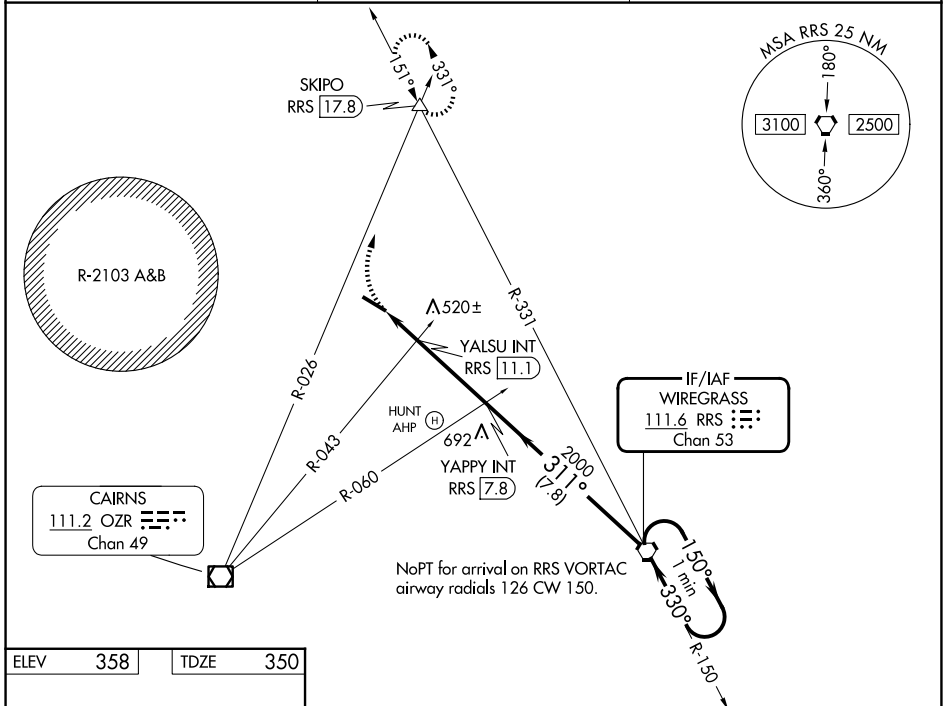 MSA RRS 25 NM
180°
3100
2500
360°
151°
331°
SKIPO
RRS 17.8
R-2103 A&B
520±
R-331
YALSU INT
RRS 11.1
R-026
HUNT
AHP
H
692
R-043
R-060
YAPPY INT
RRS 7.8
2000
311°
(7.8)
IF/IAF
WIREGRASS
111.6 RRS
Chan 53
CAIRNS
111.2 OZR
Chan 49
NoPT for arrival on RRS VORTAC
airway radials 126 CW 150.
150°
1 min
330°
R-150
ELEV 358
TDZE 350